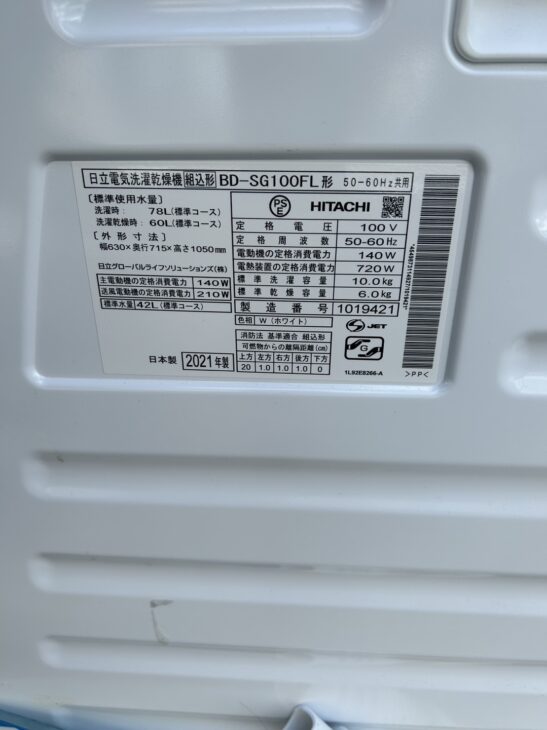 日立電気洗濯乾燥機 組込形 BD-SG100FL形 50-60Hz共用
〔標準使用水量〕
洗濯時: 78L(標準コース)
洗濯乾燥時: 60L(標準コース)
〔外形寸法〕
幅630×奥行715×高さ1050mm
日立グローバルライフソリューションズ(株)
主電動機の定格消費電力 140W
送風電動機の定格消費電力 210W
標準水量 42L(標準コース)
日本製 2021年製
PSE HITACHI
定格電圧 100V
定格周波数 50-60Hz
電動機の定格消費電力 140W
電熱装置の定格消費電力 720W
標準洗濯容量 10.0kg
標準乾燥容量 6.0kg
製造番号 1019421
色相 W(ホワイト)
消防法 基準適合 組込形
可燃物からの離隔距離(cm)
上方 左方 右方 後方 下方
20 1.0 1.0 1.0 0
S JET
G
1L92E8266-A
>PP<